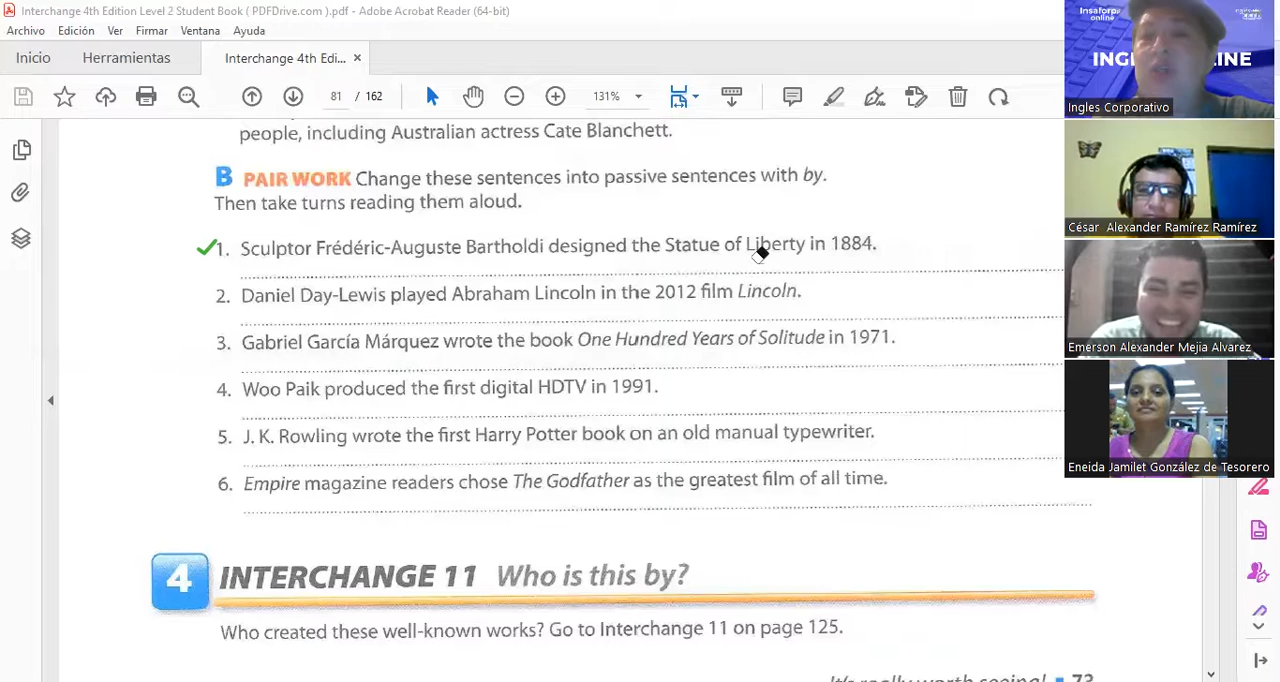 Interchange 4th Edition Level 2 Student Book ( PDFDrive.com ).pdf - Adobe Acrobat Reader (64-bit)
Archivo Edición Ver Firmar Ventana Ayuda
Inicio Herramientas Interchange 4th Edi... ×
81 / 162 131%
people, including Australian actress Cate Blanchett.
B PAIR WORK Change these sentences into passive sentences with by.
Then take turns reading them aloud.
1. Sculptor Frédéric-Auguste Bartholdi designed the Statue of Liberty in 1884.
2. Daniel Day-Lewis played Abraham Lincoln in the 2012 film Lincoln.
3. Gabriel García Márquez wrote the book One Hundred Years of Solitude in 1971.
4. Woo Paik produced the first digital HDTV in 1991.
5. J. K. Rowling wrote the first Harry Potter book on an old manual typewriter.
6. Empire magazine readers chose The Godfather as the greatest film of all time.
4 INTERCHANGE 11 Who is this by?
Who created these well-known works? Go to Interchange 11 on page 125.
It's really worth seeing! 73
Insaforp
online
Ingles Corporativo
César Alexander Ramírez Ramírez
Emerson Alexander Mejia Alvarez
Eneida Jamilet González de Tesorero